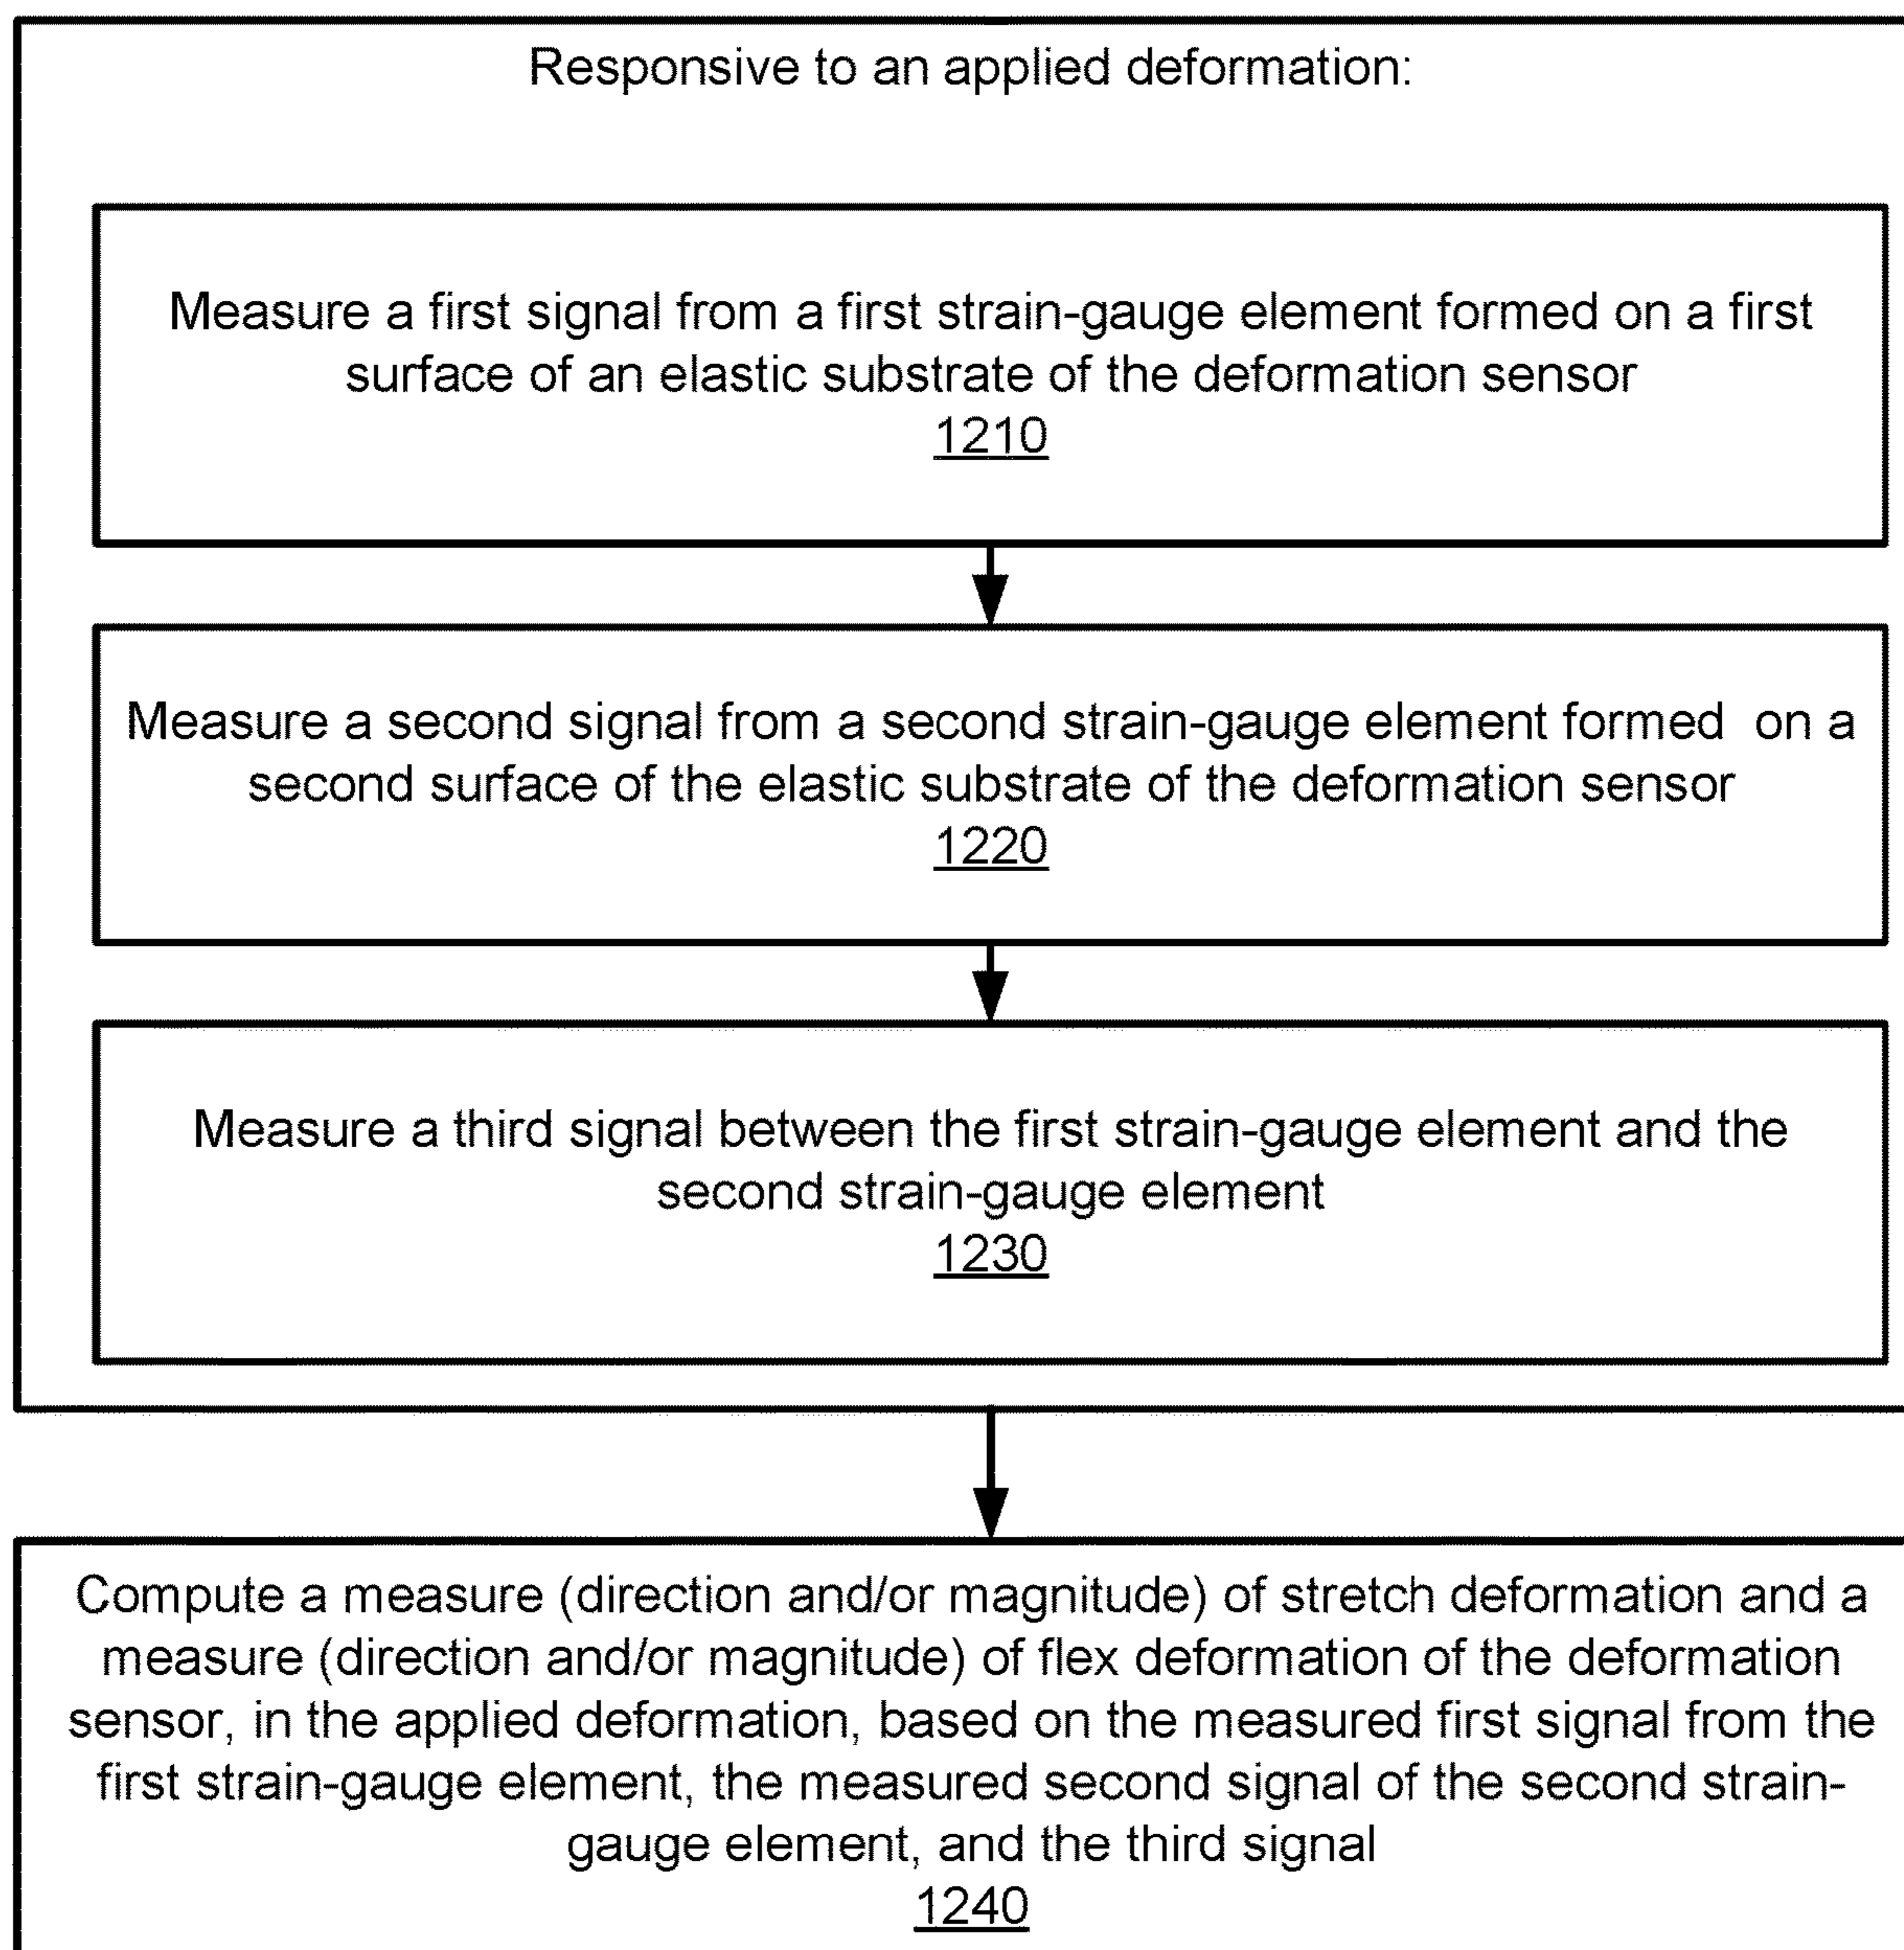 Responsive to an applied deformation:
Measure a first signal from a first strain-gauge element formed on a first
surface of an elastic substrate of the deformation sensor
1210
Measure a second signal from a second strain-gauge element formed on a
second surface of the elastic substrate of the deformation sensor
1220
Measure a third signal between the first strain-gauge element and the
second strain-gauge element
1230
Compute a measure (direction and/or magnitude) of stretch deformation and a
measure (direction and/or magnitude) of flex deformation of the deformation
sensor, in the applied deformation, based on the measured first signal from the
first strain-gauge element, the measured second signal of the second strain-
gauge element, and the third signal
1240